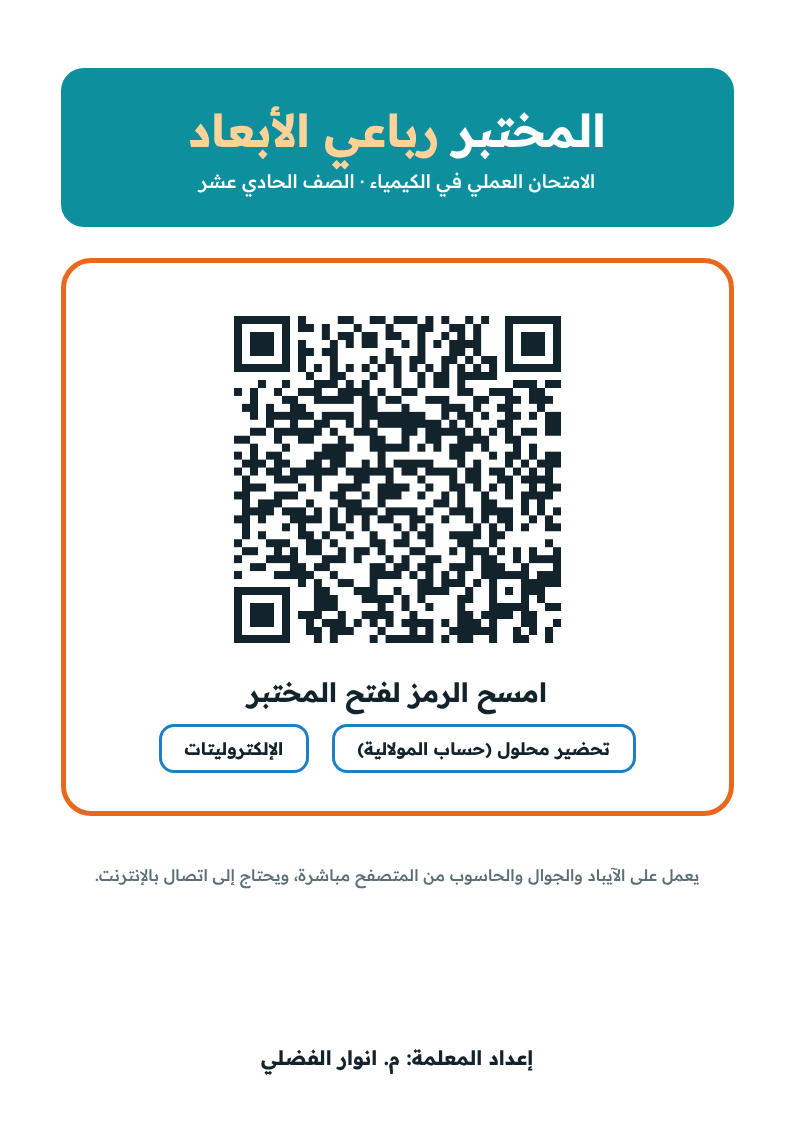 المختبر رباعي الأبعاد
الامتحان العملي في الكيمياء · الصف الحادي عشر
امسح الرمز لفتح المختبر
تحضير محلول (حساب المولالية)
الإلكتروليتات
يعمل على الآيباد والجوال والحاسوب من المتصفح مباشرة، ويحتاج إلى اتصال بالإنترنت.
إعداد المعلمة: م. انوار الفضلي